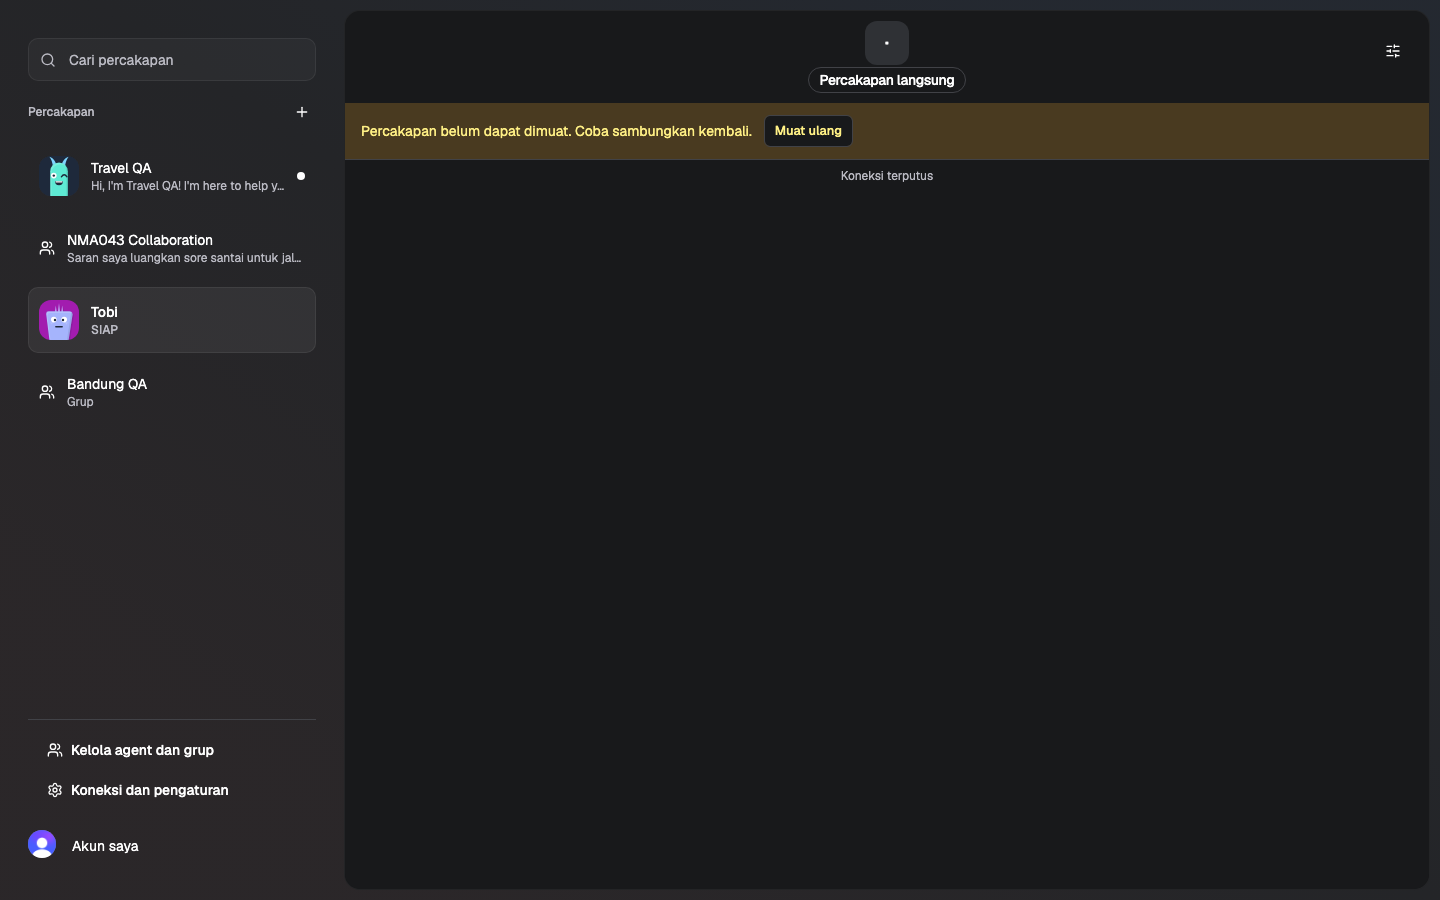 Cari percakapan
Percakapan
Travel QA
Hi, I'm Travel QA! I'm here to help y...
NMA043 Collaboration
Saran saya luangkan sore santai untuk jal...
Tobi
SIAP
Bandung QA
Grup
Kelola agent dan grup
Koneksi dan pengaturan
Akun saya
Percakapan langsung
Percakapan belum dapat dimuat. Coba sambungkan kembali.
Muat ulang
Koneksi terputus